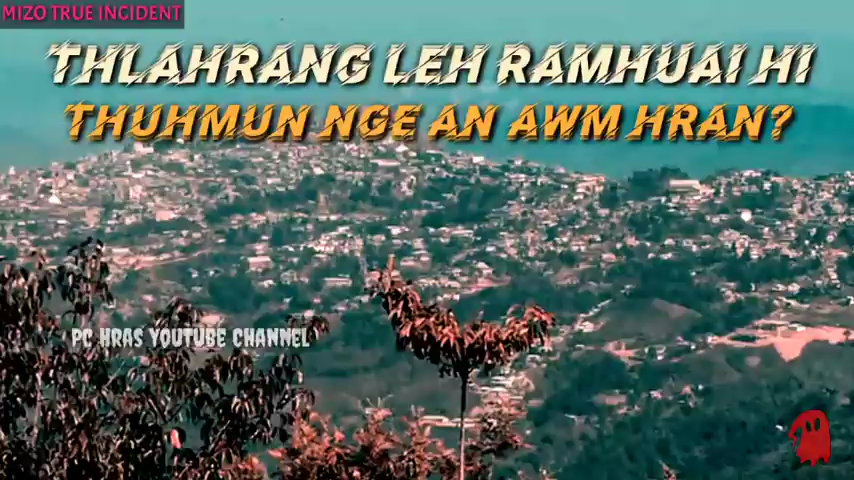 MIZO TRUE INCIDENT
THLAHRANG LEH RAMHUAI HI
THUHMUN NGE AN AWM HRAN?
PC HRAS YOUTUBE CHANNEL